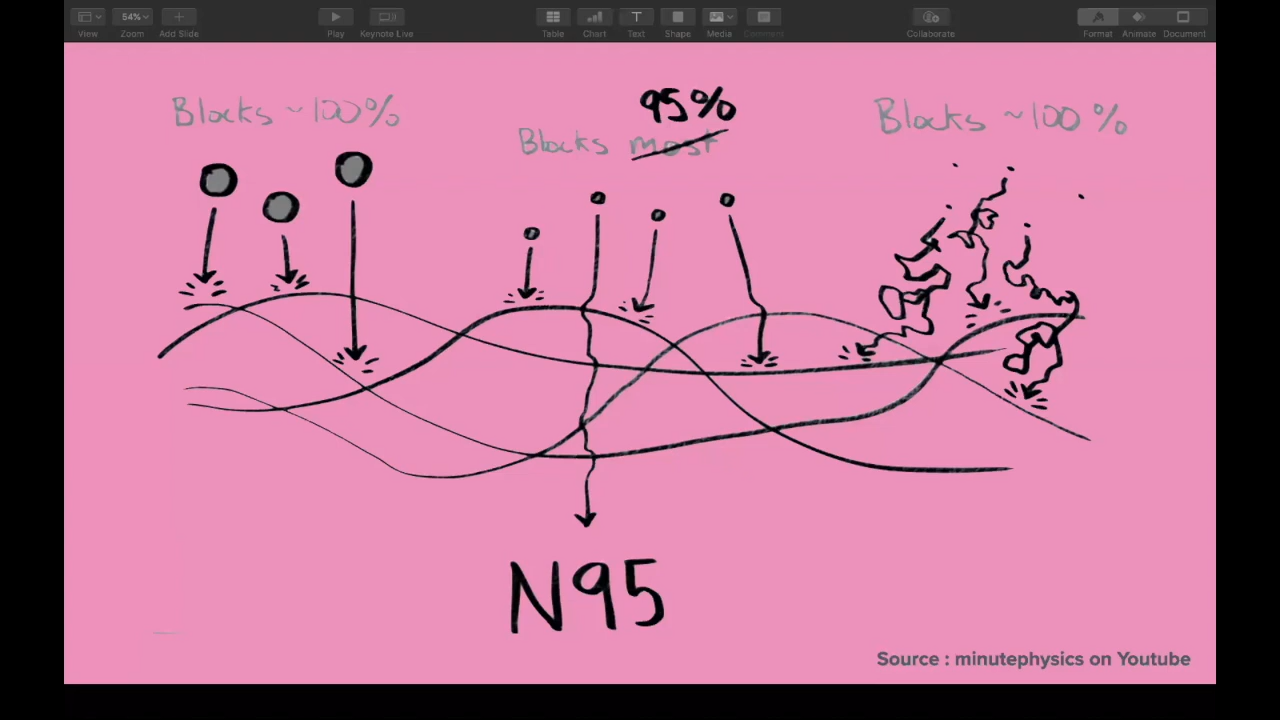 54%
View
Zoom
Add Slide
Play
Keynote Live
Table
Chart
Text
Shape
Media
Comment
Collaborate
Format
Animate
Document
Blocks ~100%
95%
Blocks most
Blocks ~100%
N95
Source : minutephysics on Youtube